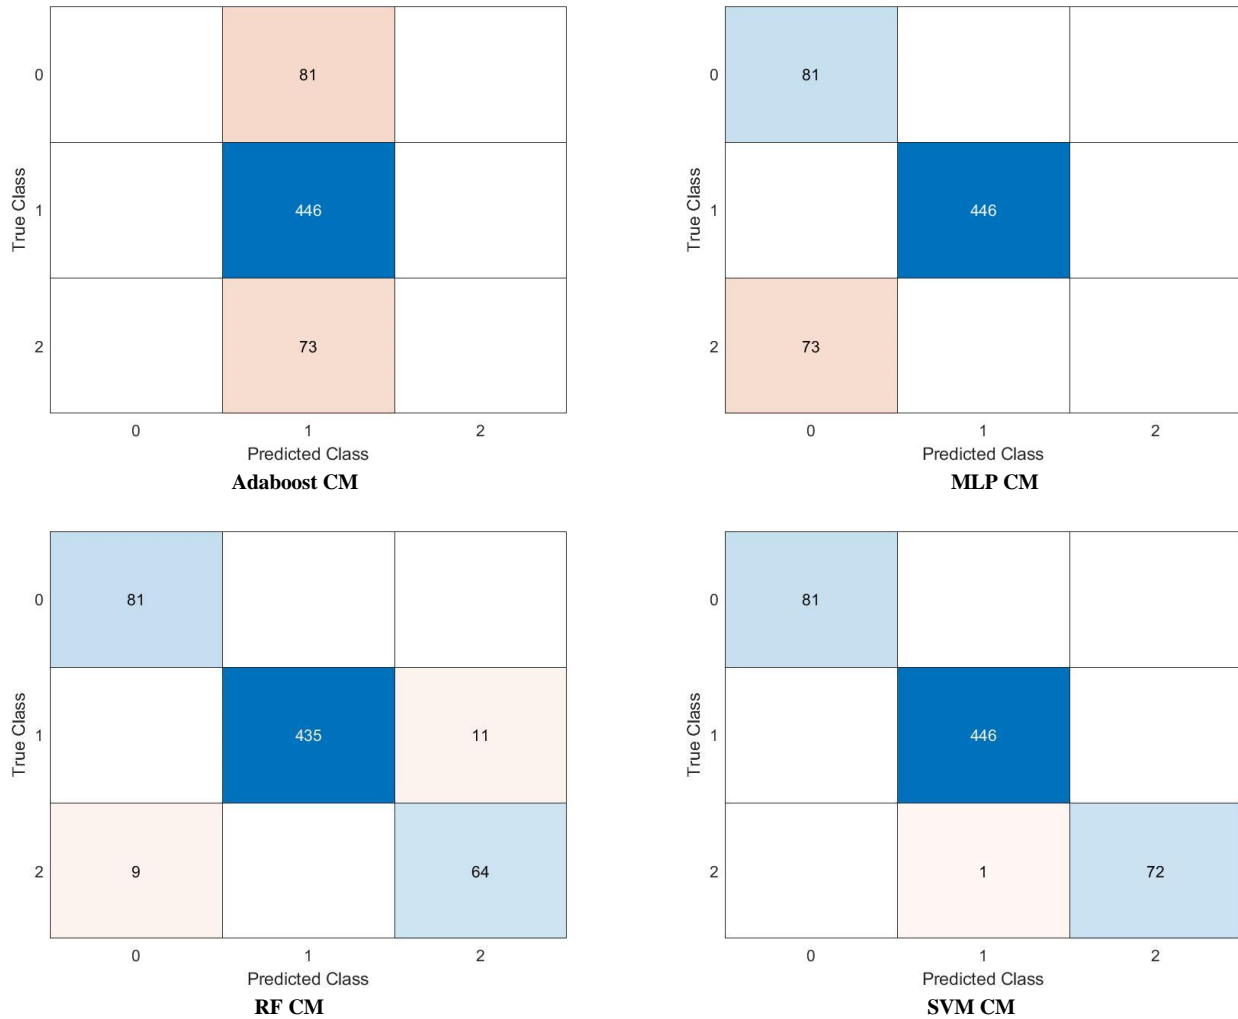 0
81
True Class
1
446
2
73
0 1 2
Predicted Class
Adaboost CM
0
81
True Class
1
446
2
73
0 1 2
Predicted Class
MLP CM
0
81
True Class
1
435 11
2
9 64
0 1 2
Predicted Class
RF CM
0
81
True Class
1
446
2
1 72
0 1 2
Predicted Class
SVM CM